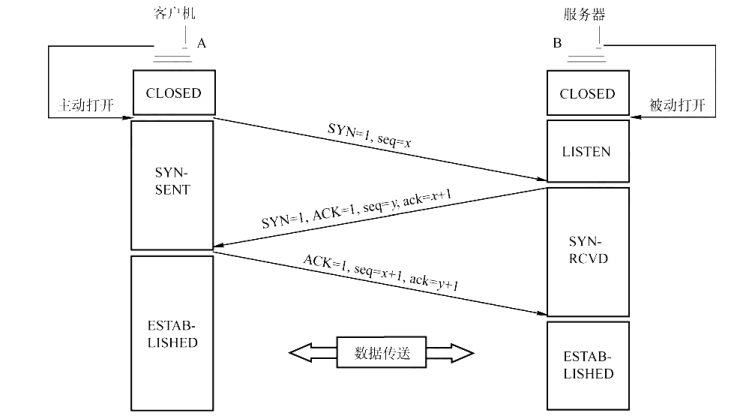 客户机
服务器
A
B
CLOSED
CLOSED
主动打开
被动打开
SYN=1, seq=x
LISTEN
SYN-
SENT
SYN=1, ACK=1, seq=y, ack=x+1
SYN-
RCVD
ACK=1, seq=x+1, ack=y+1
ESTAB-
LISHED
数据传送
ESTAB-
LISHED